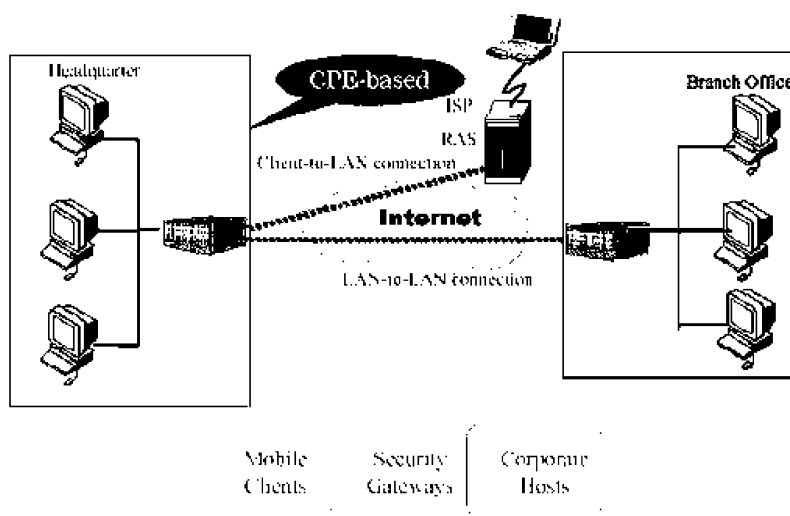 Headquarter
CPE-based
ISP
RAS
Branch Office
Client-to-LAN connection
Internet
LAN-to-LAN connection
Mobile Clients
Security Gateways
Corporate Hosts